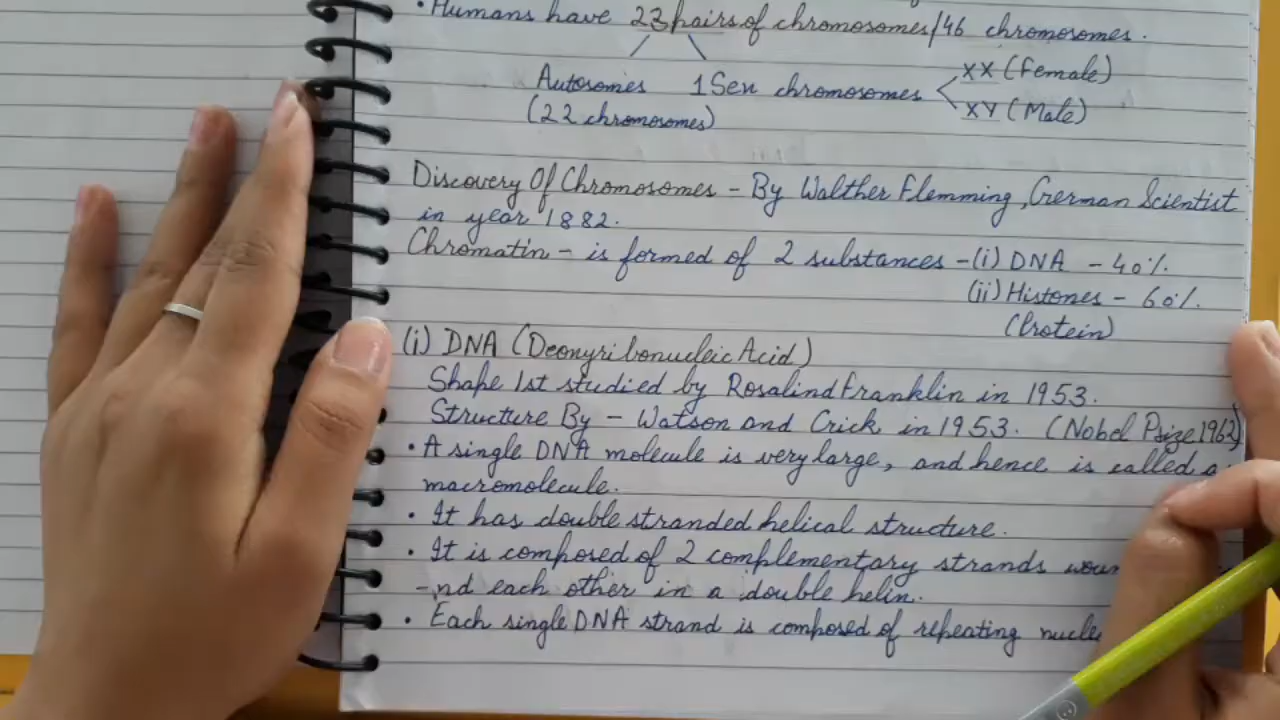 • Humans have 23 pairs of chromosomes/46 chromosomes.
Autosomes 1 Sex chromosomes XX (Female)
(22 chromosomes) XY (Male)
Discovery Of Chromosomes - By Walther Flemming, German Scientist
in year 1882.
Chromatin - is formed of 2 substances - (i) DNA - 40%.
(ii) Histones - 60%.
(Protein)
(i) DNA (Deoxyribonucleic Acid)
Shape 1st studied by Rosalind Franklin in 1953.
Structure By - Watson and Crick in 1953. (Nobel Prize 1962)
• A single DNA molecule is very large, and hence is called a
macromolecule.
• It has double stranded helical structure.
• It is composed of 2 complementary strands
-nd each other in a double helix.
• Each single DNA strand is composed of repeating